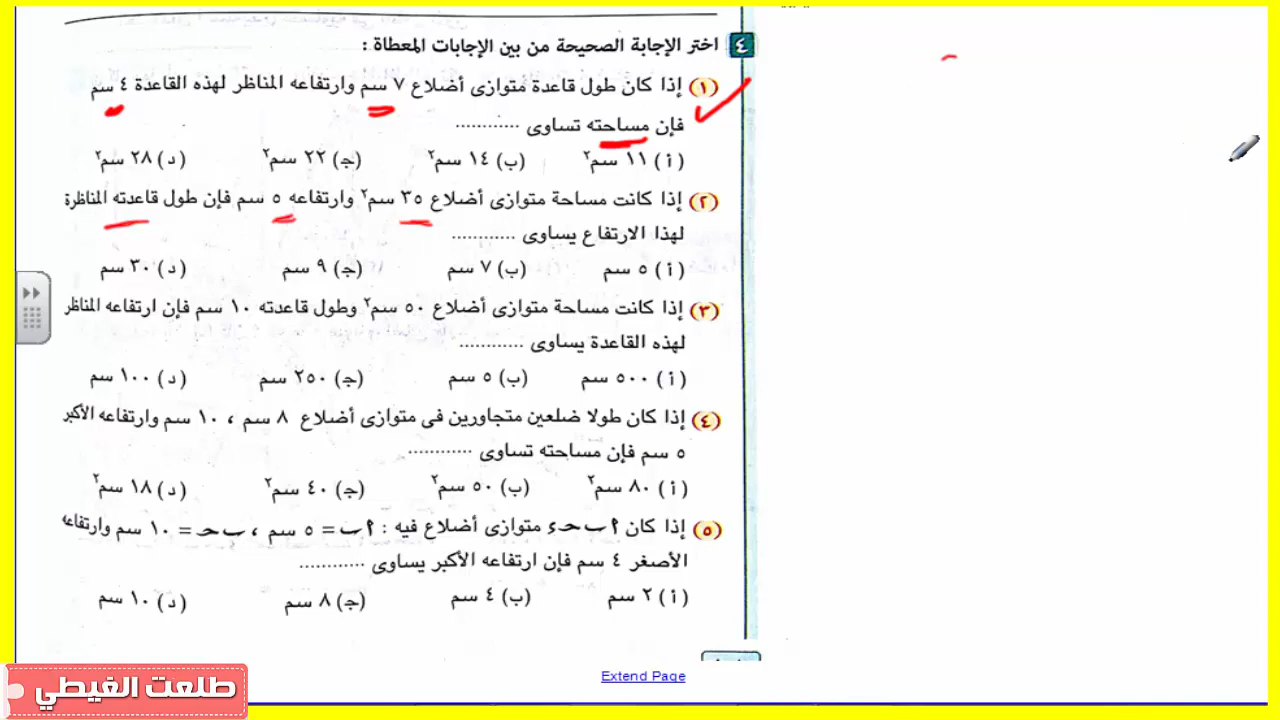 ٤ اختر الإجابة الصحيحة من بين الإجابات المعطاة :
(١) إذا كان طول قاعدة متوازى أضلاع ٧ سم وارتفاعه المناظر لهذه القاعدة ٤ سم
فإن مساحته تساوى ............
(أ) ١١ سم٢ (ب) ١٤ سم٢ (جـ) ٢٢ سم٢ (د) ٢٨ سم٢
(٢) إذا كانت مساحة متوازى أضلاع ٣٥ سم٢ وارتفاعه ٥ سم فإن طول قاعدته المناظرة
لهذا الارتفاع يساوى ............
(أ) ٥ سم (ب) ٧ سم (جـ) ٩ سم (د) ٣٠ سم
(٣) إذا كانت مساحة متوازى أضلاع ٥٠ سم٢ وطول قاعدته ١٠ سم فإن ارتفاعه المناظر
لهذه القاعدة يساوى ............
(أ) ٥٠٠ سم (ب) ٥ سم (جـ) ٢٥٠ سم (د) ١٠٠ سم
(٤) إذا كان طولا ضلعين متجاورين فى متوازى أضلاع ٨ سم ، ١٠ سم وارتفاعه الأكبر
٥ سم فإن مساحته تساوى ............
(أ) ٨٠ سم٢ (ب) ٥٠ سم٢ (جـ) ٤٠ سم٢ (د) ١٨ سم٢
(٥) إذا كان ا ب حـ ء متوازى أضلاع فيه : ا ب = ٥ سم ، ب حـ = ١٠ سم وارتفاعه
الأصغر ٤ سم فإن ارتفاعه الأكبر يساوى ............
(أ) ٢ سم (ب) ٤ سم (جـ) ٨ سم (د) ١٠ سم
Extend Page
طلعت الغيطي